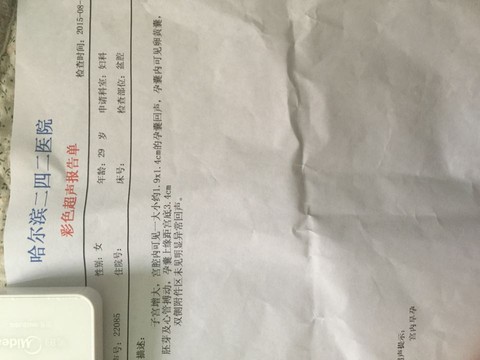 哈尔滨二四二医院
彩色超声报告单
检查时间：2015-08-
性别：女 年龄：29 岁 申请科室：妇科
N号：22085 住院号： 床号： 检查部位：盆腔
描述：
子宫增大，宫腔内可见一大小约1.9x1.4cm的孕囊回声，孕囊内可见卵黄囊，
胚芽及心管搏动，孕囊上缘距宫底3.4cm
双侧附件区未见明显异常回声。
声提示：
宫内早孕
Midea